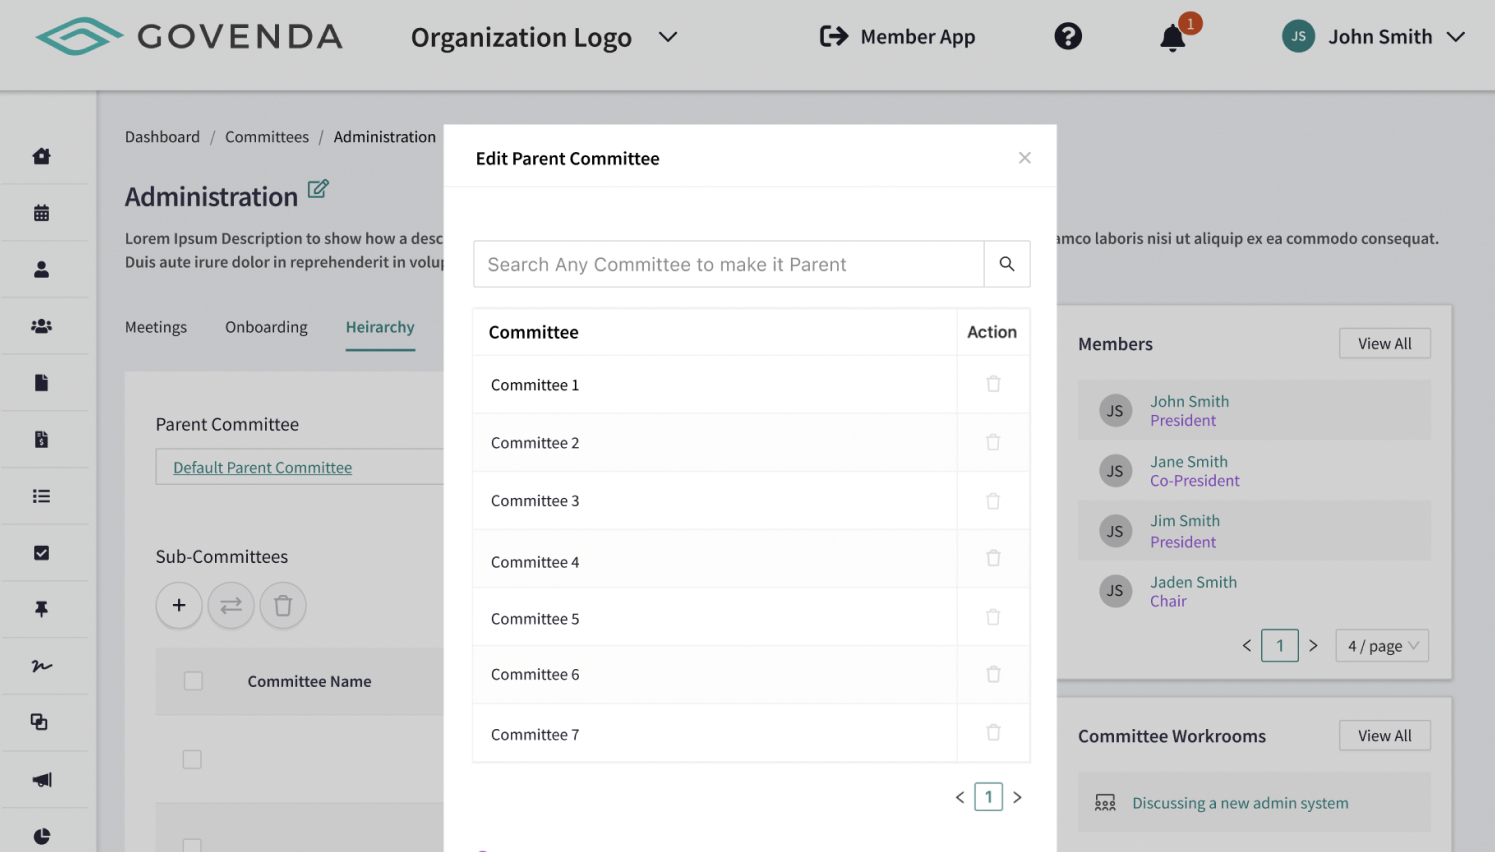 GOVENDA
Organization Logo
Member App
1
JS
John Smith
Dashboard / Committees / Administration
Administration
Lorem Ipsum Description to show how a desc
amco laboris nisi ut aliquip ex ea commodo consequat.
Duis aute irure dolor in reprehenderit in volu
Meetings
Onboarding
Heirarchy
Parent Committee
Default Parent Committee
Sub-Committees
Committee Name
Edit Parent Committee
Search Any Committee to make it Parent
Committee
Action
Committee 1
Committee 2
Committee 3
Committee 4
Committee 5
Committee 6
Committee 7
1
Members
View All
JS
John Smith
President
JS
Jane Smith
Co-President
JS
Jim Smith
President
JS
Jaden Smith
Chair
1
4 / page
Committee Workrooms
View All
Discussing a new admin system